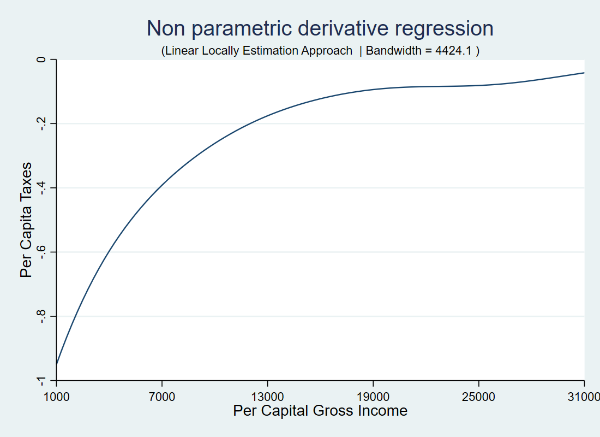 Non parametric derivative regression
(Linear Locally Estimation Approach | Bandwidth = 4424.1 )
Per Capita Taxes
0
-.2
-.4
-.6
-.8
-1
1000 7000 13000 19000 25000 31000
Per Capital Gross Income